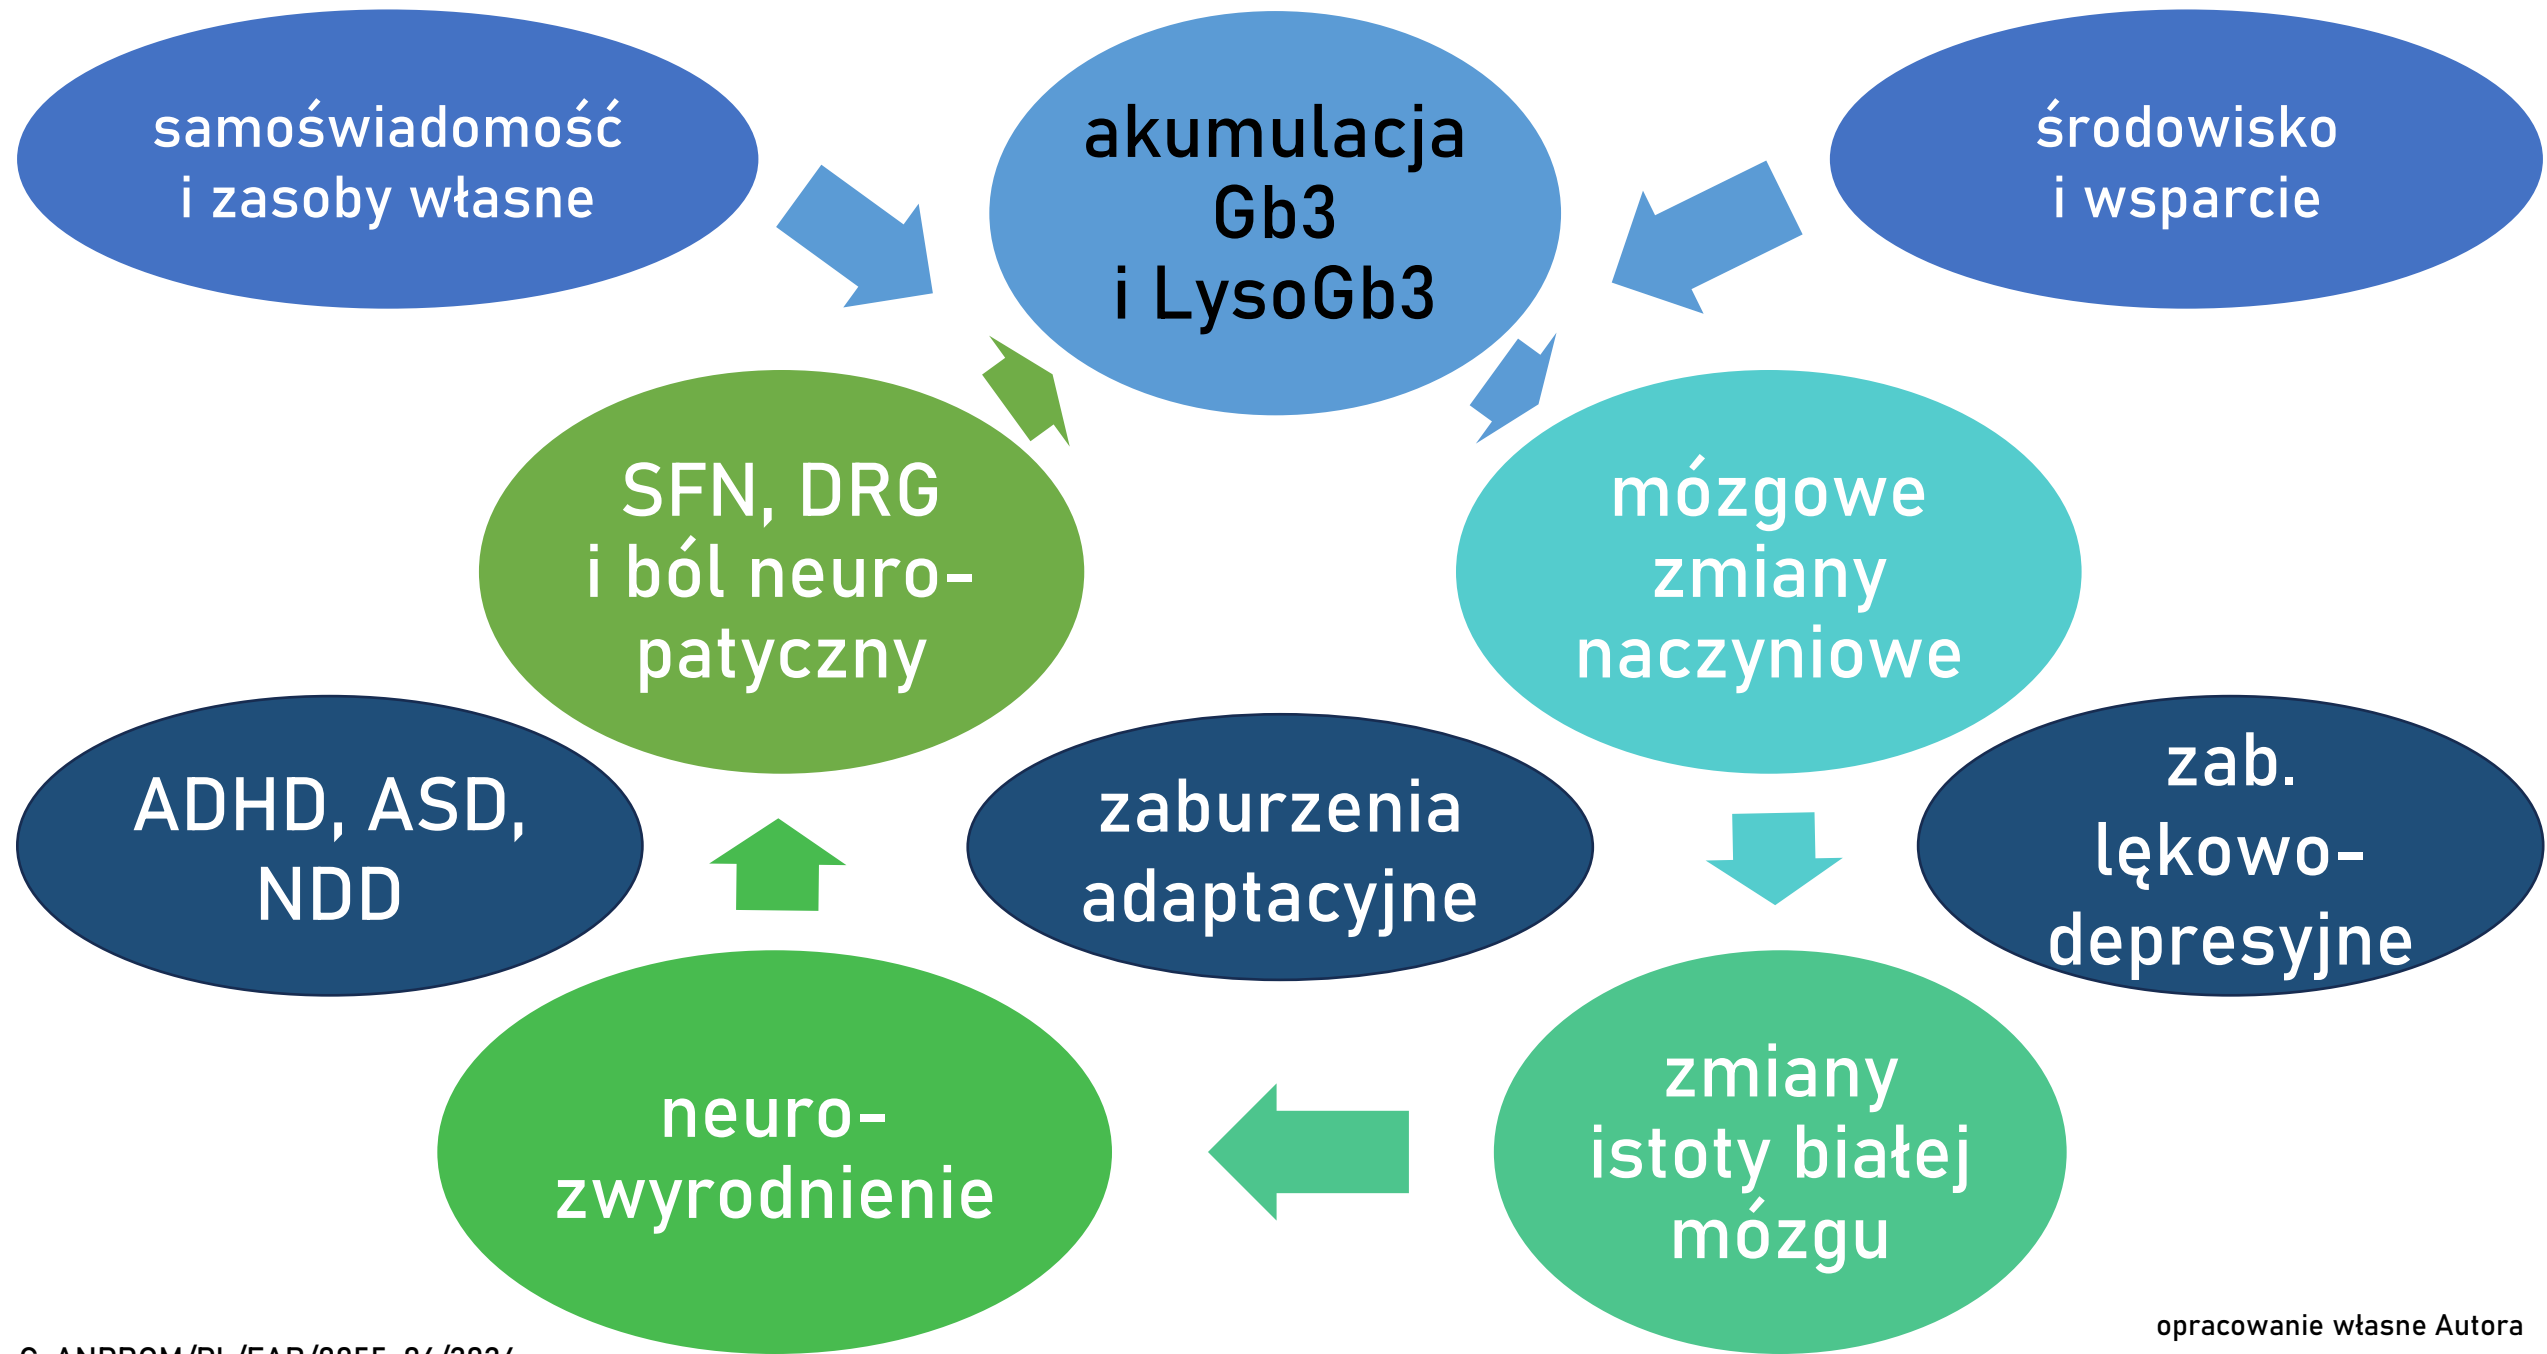 samoświadomość
i zasoby własne
akumulacja
Gb3
i LysoGb3
środowisko
i wsparcie
SFN, DRG
i ból neuro-
patyczny
mózgowe
zmiany
naczyniowe
ADHD, ASD,
NDD
zaburzenia
adaptacyjne
zab.
lękowo-
depresyjne
neuro-
zwyrodnienie
zmiany
istoty białej
mózgu
opracowanie własne Autora